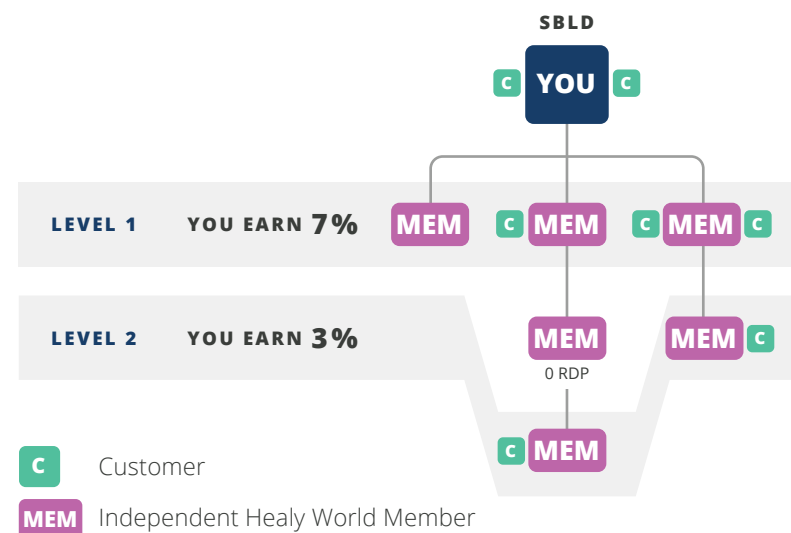 SBLD
C YOU C
LEVEL 1 YOU EARN 7% MEM C MEM C MEM C
LEVEL 2 YOU EARN 3% MEM MEM C
0 RDP
C MEM
C Customer
MEM Independent Healy World Member